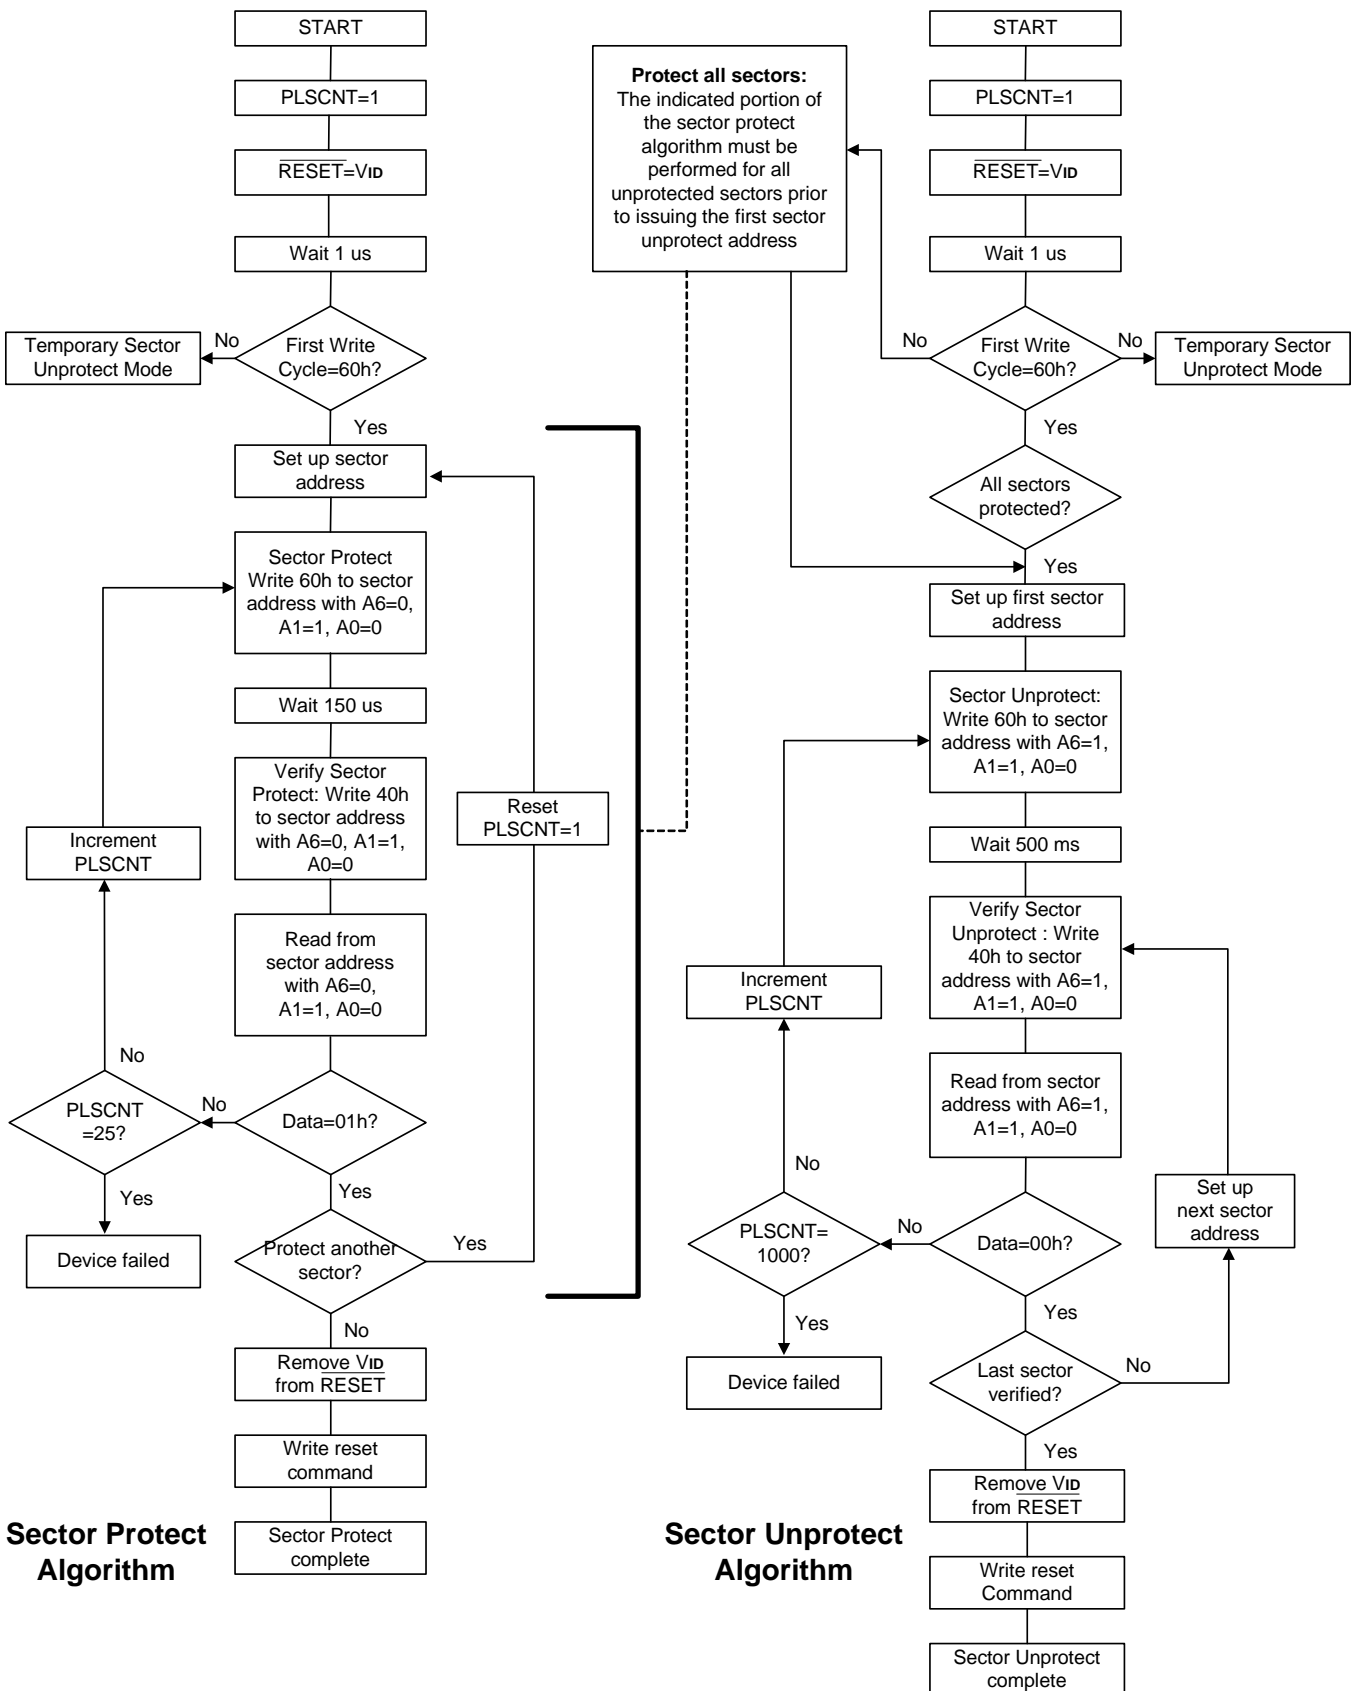 START
PLSCNT=1
RESET=VID
Wait 1 us
First Write
Cycle=60h?
No
Temporary Sector
Unprotect Mode
Yes
Set up sector
address
Sector Protect
Write 60h to sector
address with A6=0,
A1=1, A0=0
Wait 150 us
Verify Sector
Protect: Write 40h
to sector address
with A6=0, A1=1,
A0=0
Reset
PLSCNT=1
Increment
PLSCNT
Read from
sector address
with A6=0,
A1=1, A0=0
No
PLSCNT
=25?
No
Data=01h?
Yes
Yes
Device failed
Protect another
sector?
Yes
No
Remove VID
from RESET
Write reset
command
Sector Protect
complete
Sector Protect
Algorithm
Protect all sectors:
The indicated portion of
the sector protect
algorithm must be
performed for all
unprotected sectors prior
to issuing the first sector
unprotect address
START
PLSCNT=1
RESET=VID
Wait 1 us
No
First Write
Cycle=60h?
No
Temporary Sector
Unprotect Mode
Yes
All sectors
protected?
Yes
Set up first sector
address
Sector Unprotect:
Write 60h to sector
address with A6=1,
A1=1, A0=0
Wait 500 ms
Verify Sector
Unprotect : Write
40h to sector
address with A6=1,
A1=1, A0=0
Increment
PLSCNT
Read from sector
address with A6=1,
A1=1, A0=0
No
Set up
next sector
address
PLSCNT=
1000?
No
Data=00h?
Yes
Yes
Device failed
Last sector
verified?
No
Yes
Remove VID
from RESET
Write reset
Command
Sector Unprotect
complete
Sector Unprotect
Algorithm